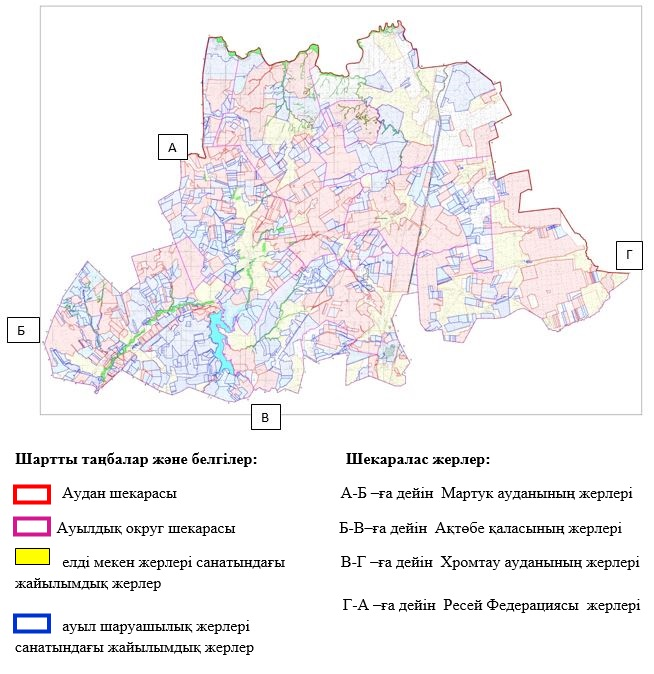 А
Г
Б
В
Шартты таңбалар және белгілер:
Аудан шекарасы
Ауылдық округ шекарасы
елді мекен жерлері санатындағы
жайылымдық жерлер
ауыл шаруашылық жерлері
санатындағы жайылымдық жерлер
Шекаралас жерлер:
А-Б –ға дейін Мартук ауданының жерлері
Б-В–ға дейін Ақтөбе қаласының жерлері
В-Г –ға дейін Хромтау ауданының жерлері
Г-А –ға дейін Ресей Федерациясы жерлері